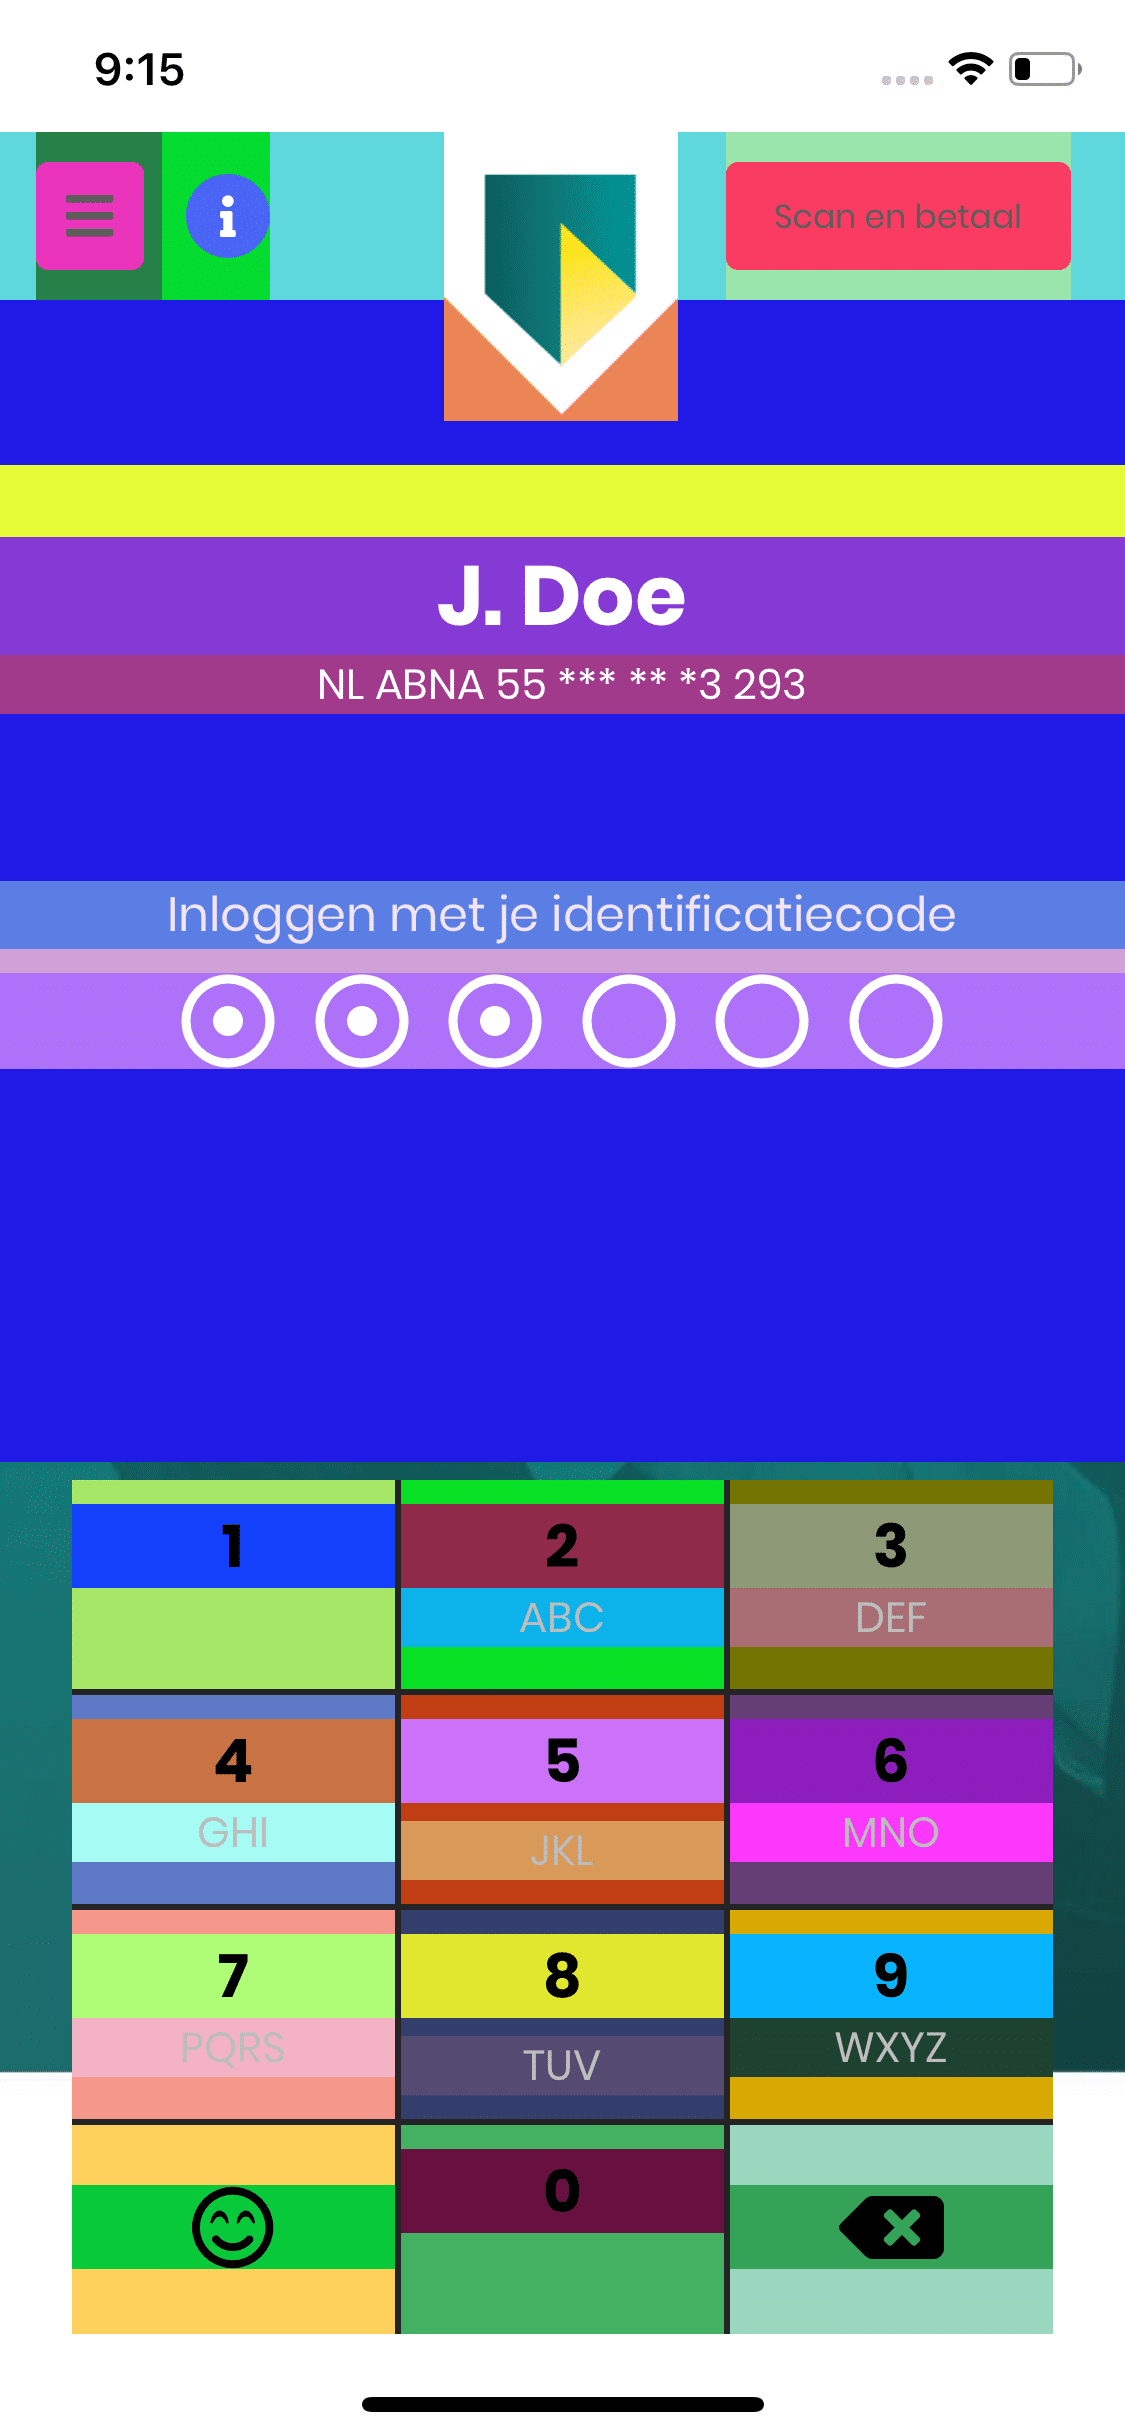 9:15
Scan en betaal
J. Doe
NL ABNA 55 *** ** *3 293
Inloggen met je identificatiecode
1
2
3
ABC
DEF
4
5
6
GHI
JKL
MNO
7
8
9
PQRS
TUV
WXYZ
0